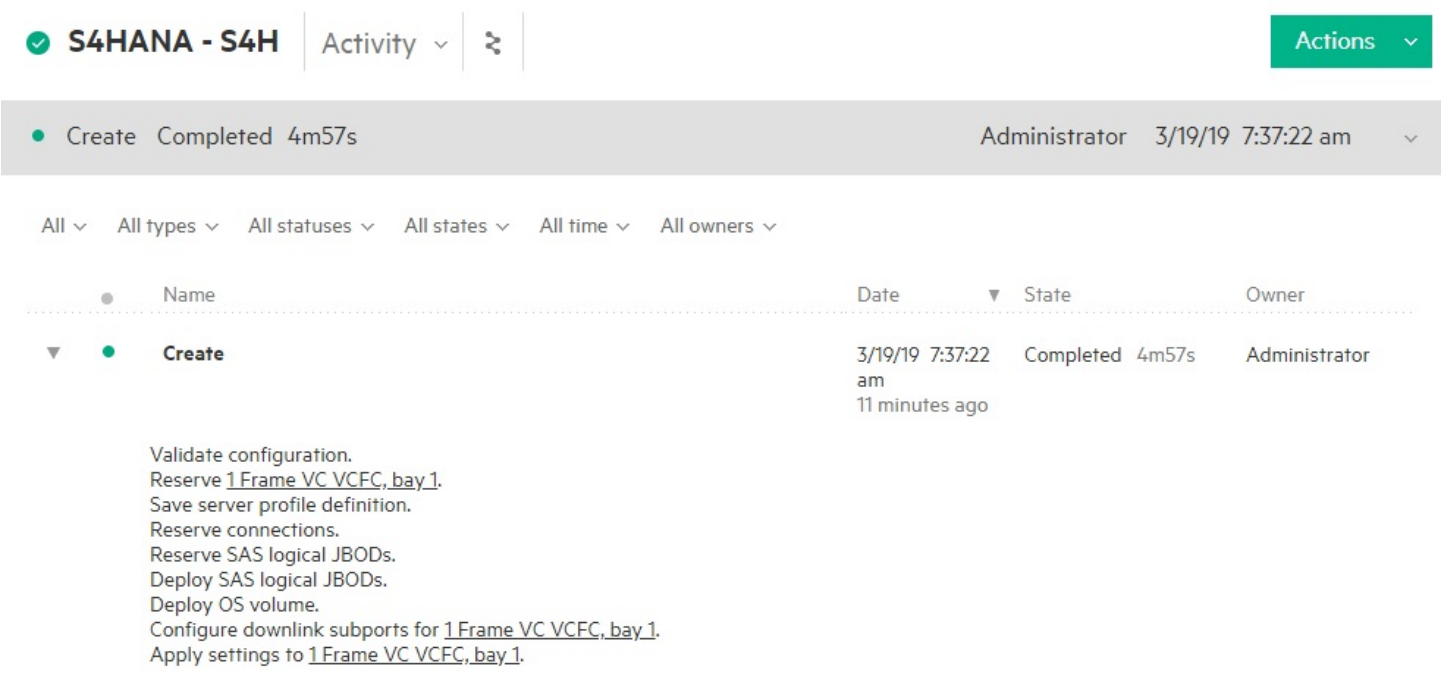 S4HANA - S4H Activity Actions
Create Completed 4m57s Administrator 3/19/19 7:37:22 am
All All types All statuses All states All time All owners
Name Date State Owner
Create 3/19/19 7:37:22 Completed 4m57s Administrator
am
11 minutes ago
Validate configuration.
Reserve 1 Frame VC VCFC, bay 1.
Save server profile definition.
Reserve connections.
Reserve SAS logical JBODs.
Deploy SAS logical JBODs.
Deploy OS volume.
Configure downlink subports for 1 Frame VC VCFC, bay 1.
Apply settings to 1 Frame VC VCFC, bay 1.